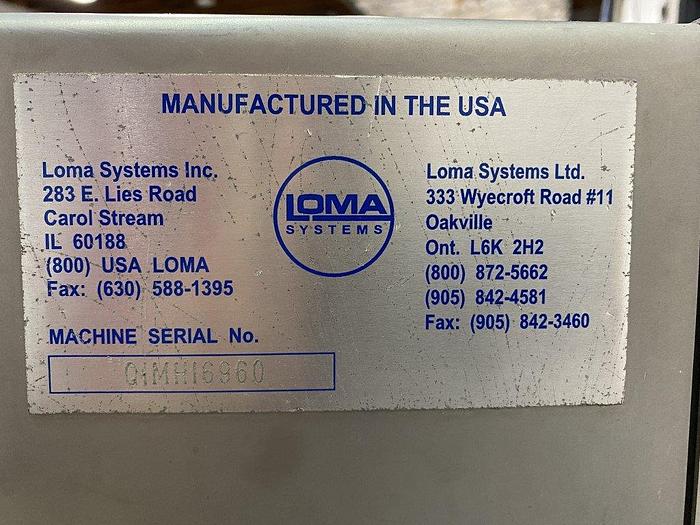 MANUFACTURED IN THE USA
Loma Systems Inc.
283 E. Lies Road
Carol Stream
IL 60188
(800) USA LOMA
Fax: (630) 588-1395
LOMA
SYSTEMS
Loma Systems Ltd.
333 Wyecroft Road #11
Oakville
Ont. L6K 2H2
(800) 872-5662
(905) 842-4581
Fax: (905) 842-3460
MACHINE SERIAL No.
QIMH16960